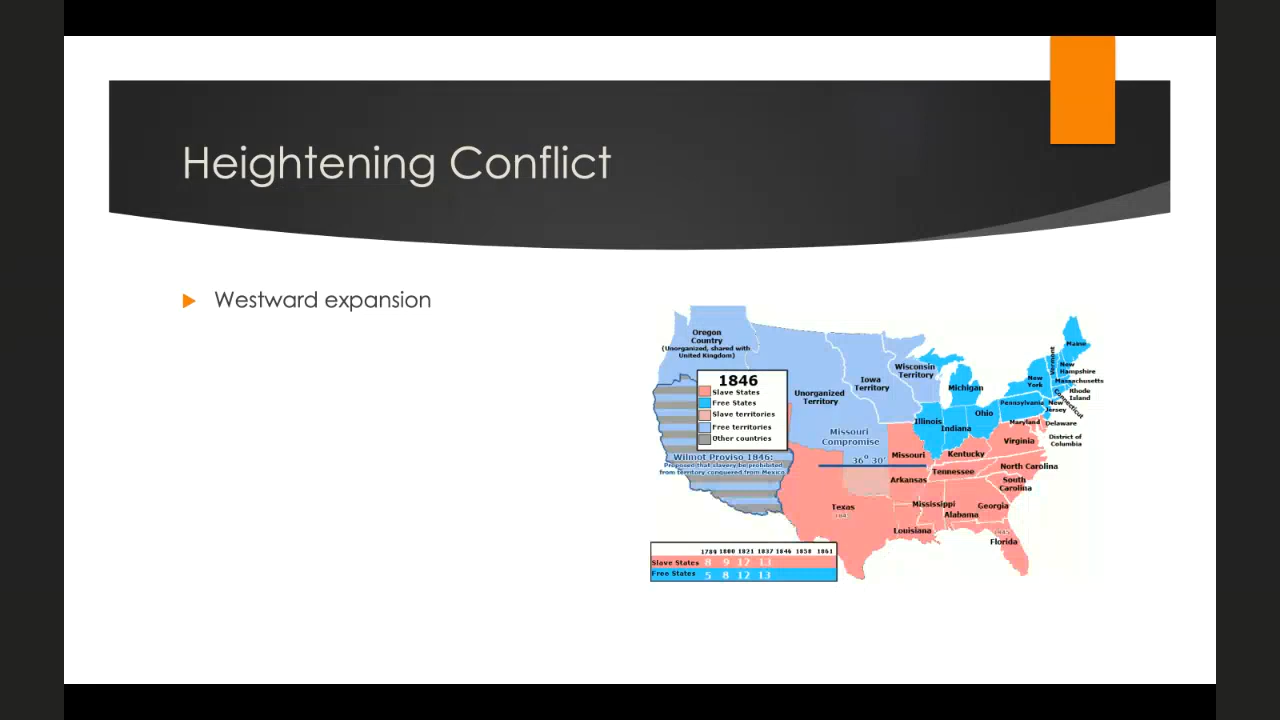 Heightening Conflict
Westward expansion
Oregon
Country
(Unorganized, shared with
United Kingdom)
1846
Slave States
Free States
Slave territories
Free territories
Other countries
Wilmot Proviso 1846:
Proposed that slavery be prohibited
from territory conquered from Mexico
Unorganized
Territory
Iowa
Territory
Wisconsin
Territory
Missouri
Compromise
36° 30'
Michigan
Illinois
Indiana
Ohio
Pennsylvania
New
York
Vermont
Maine
New
Hampshire
Massachusetts
Rhode
Island
Connecticut
New
Jersey
Maryland
Delaware
District of
Columbia
Virginia
Missouri
Kentucky
Tennessee
North Carolina
South
Carolina
Arkansas
Mississippi
Alabama
Georgia
Texas
Louisiana
1845
Florida
1789 1800 1821 1837 1846 1858 1861
Slave States 8 9 12 13
Free States 5 8 12 13